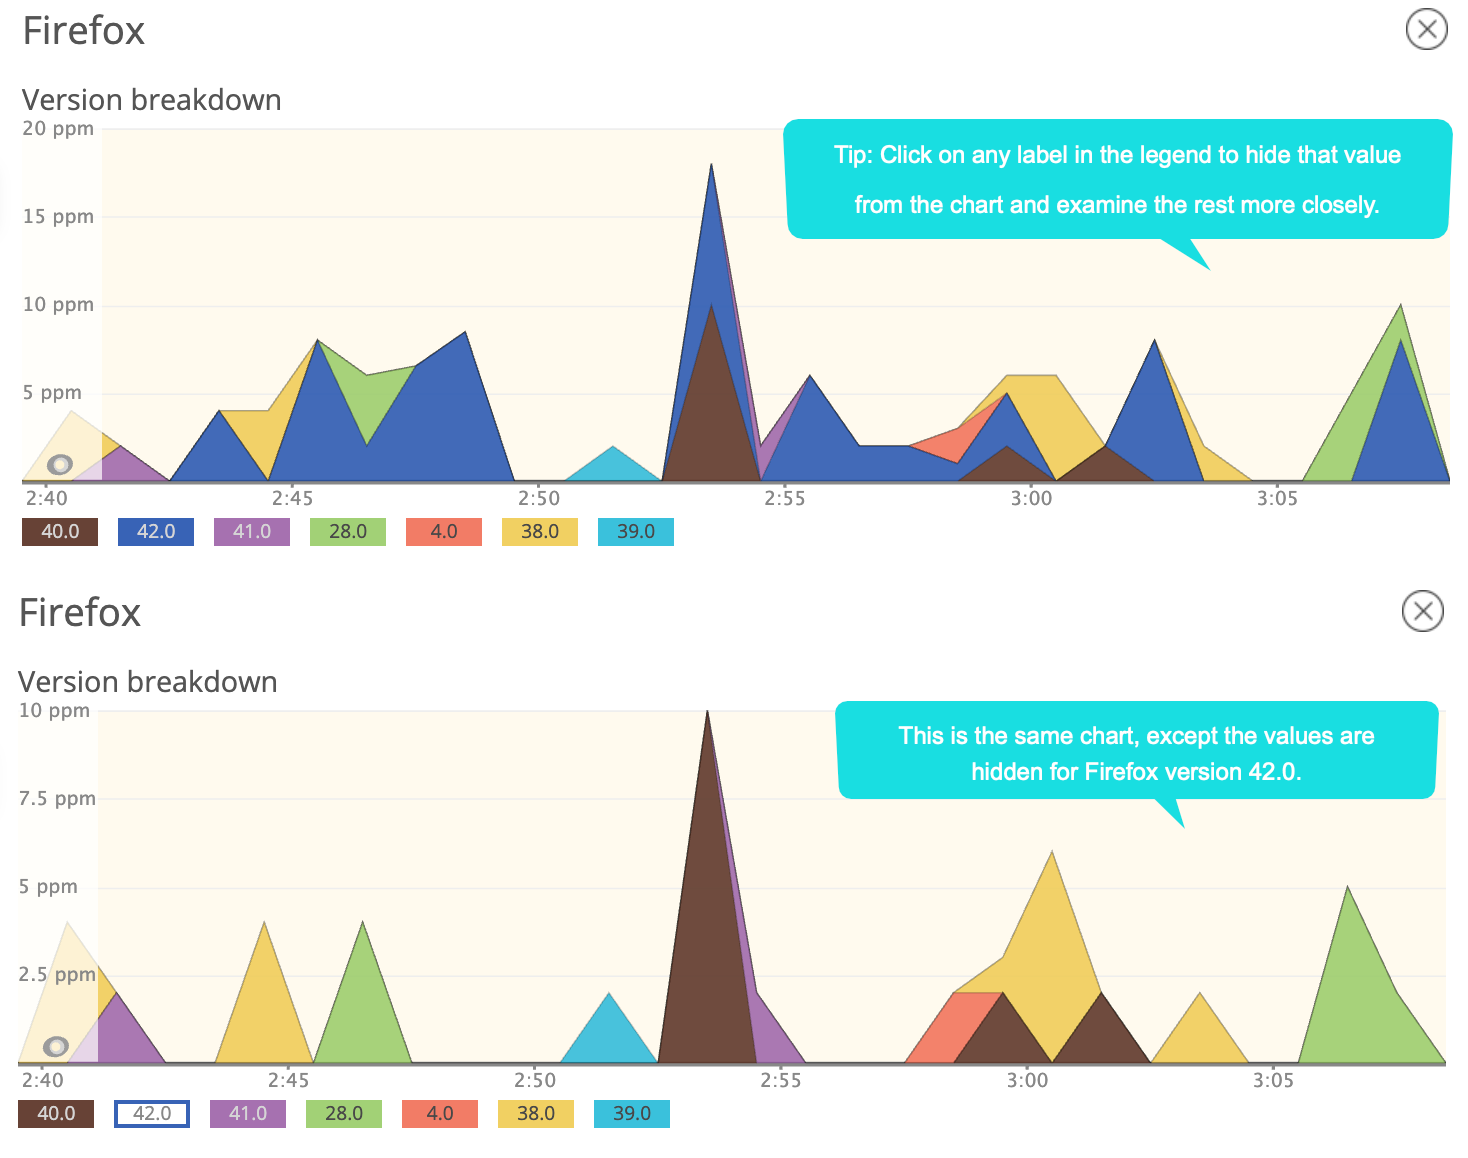 Firefox
Version breakdown
20 ppm
Tip: Click on any label in the legend to hide that value
from the chart and examine the rest more closely.
15 ppm
10 ppm
5 ppm
2:40 2:45 2:50 2:55 3:00 3:05
40.0 42.0 41.0 28.0 4.0 38.0 39.0
Firefox
Version breakdown
10 ppm
This is the same chart, except the values are
hidden for Firefox version 42.0.
7.5 ppm
5 ppm
2.5 ppm
2:40 2:45 2:50 2:55 3:00 3:05
40.0 42.0 41.0 28.0 4.0 38.0 39.0